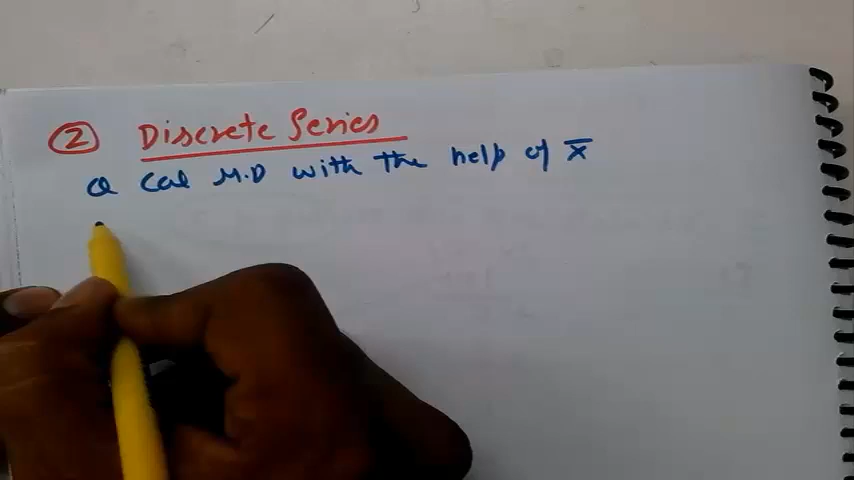 ② Discrete Series
Q Cal M.D with the help of x̅